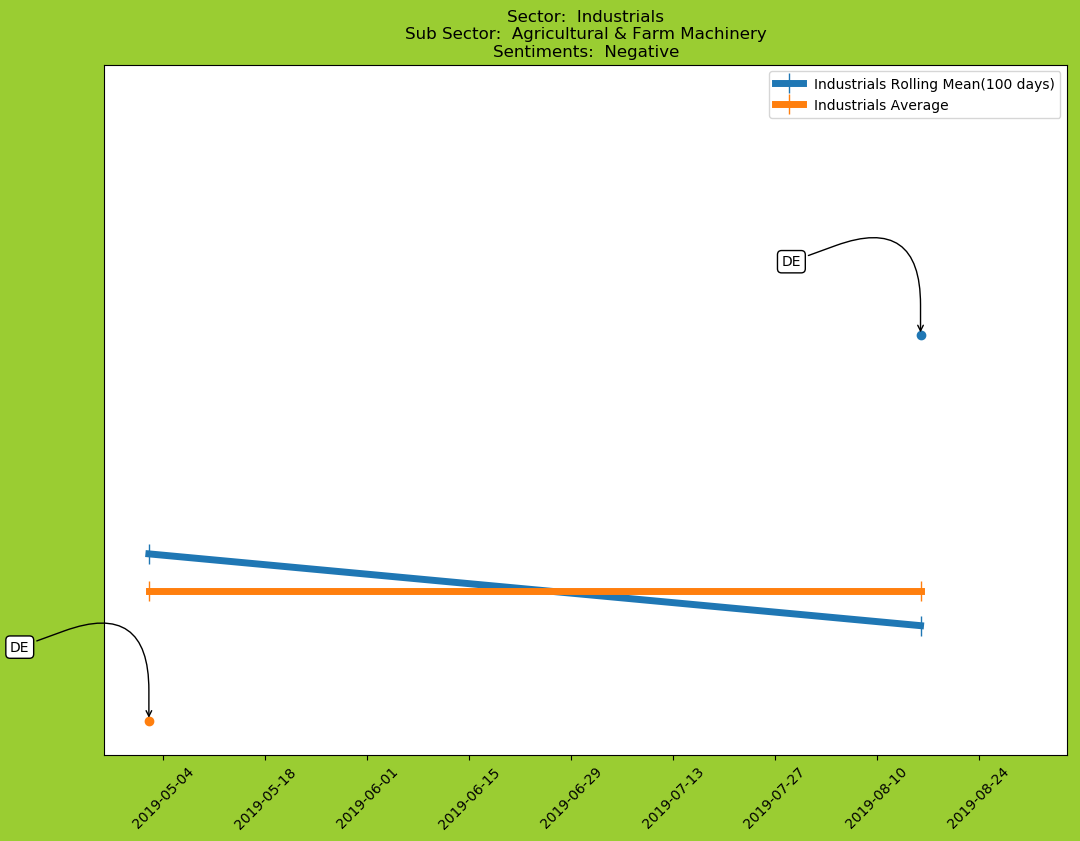 Sector:  Industrials
Sub Sector:  Agricultural & Farm Machinery
Sentiments:  Negative
Industrials Rolling Mean(100 days)
Industrials Average
DE
DE
2019-05-04
2019-05-18
2019-06-01
2019-06-15
2019-06-29
2019-07-13
2019-07-27
2019-08-10
2019-08-24